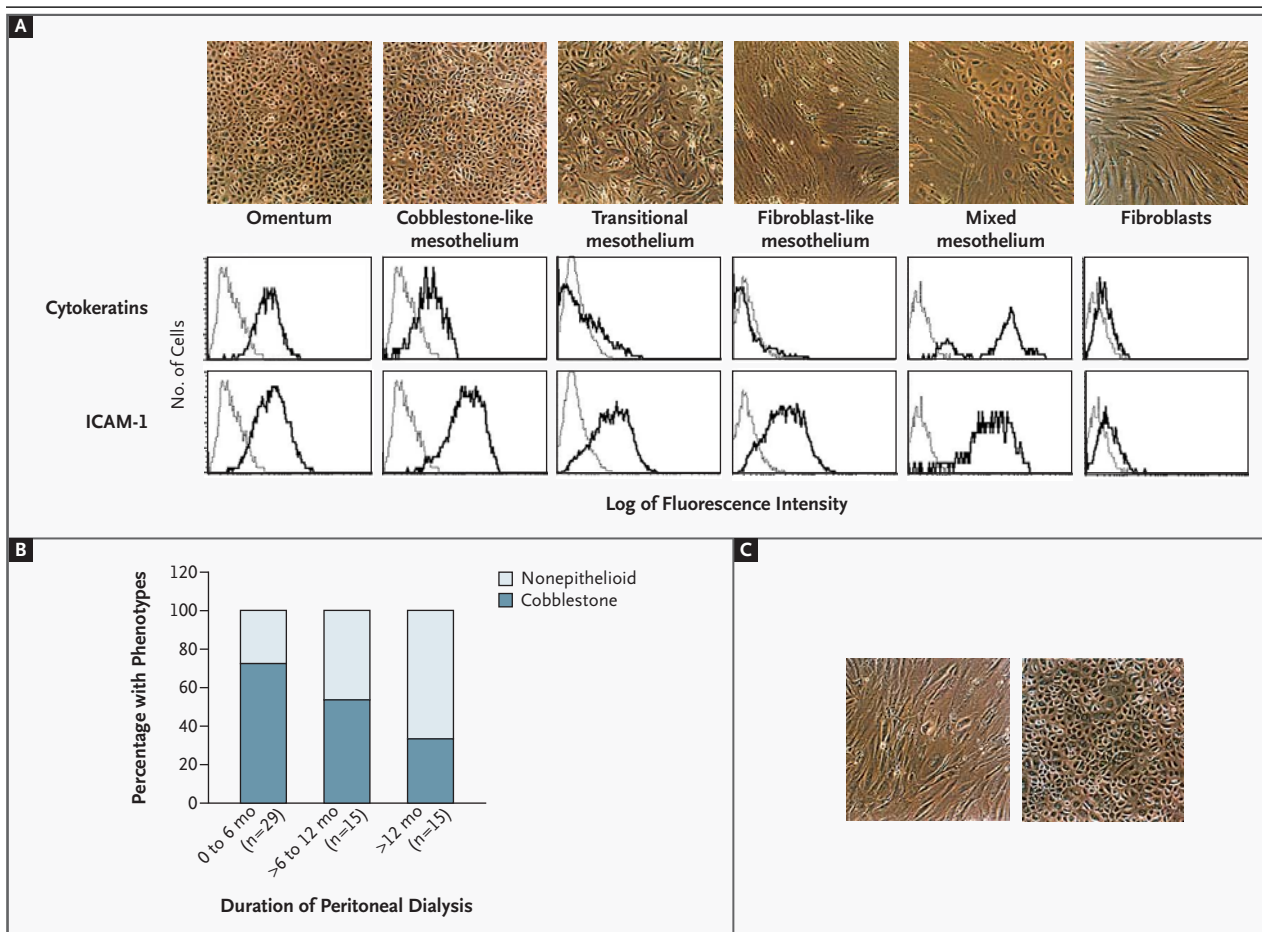 A
Omentum
Cobblestone-like
mesothelium
Transitional
mesothelium
Fibroblast-like
mesothelium
Mixed
mesothelium
Fibroblasts
Cytokeratins
ICAM-1
No. of Cells
Log of Fluorescence Intensity
B
Percentage with Phenotypes
120
100
80
60
40
20
0
Nonepithelioid
Cobblestone
0 to 6 mo
(n=29)
>6 to 12 mo
(n=15)
>12 mo
(n=15)
Duration of Peritoneal Dialysis
C